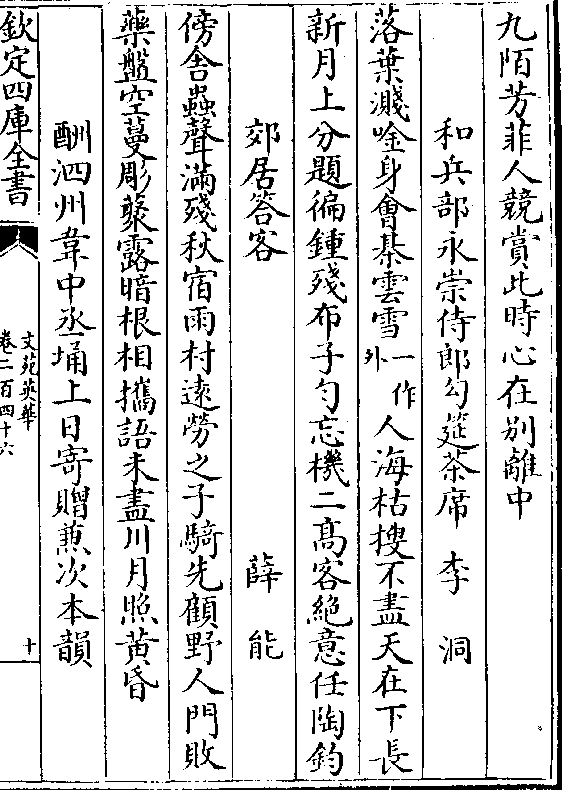 九陌芳菲人競賞此時心在别離中
和兵部永崇侍郎勾筵茶席 李 洞
落葉濺吟身會棊雲雪一作外人海枯搜不盡天在下長
新月上分題徧鍾殘布子勻忘機二髙客絶意任陶鈞
郊居答客 薛 能
傍舍蟲聲滿殘秋宿雨村逺勞之子騎先顧野人門敗
藥盤空蔓彫蔾露暗根相攜語未盡川月照黄昏
酬泗州韋中丞埇上日寄贈兼次本韻
欽定四庫全書
文苑英華
卷二百四十六
十